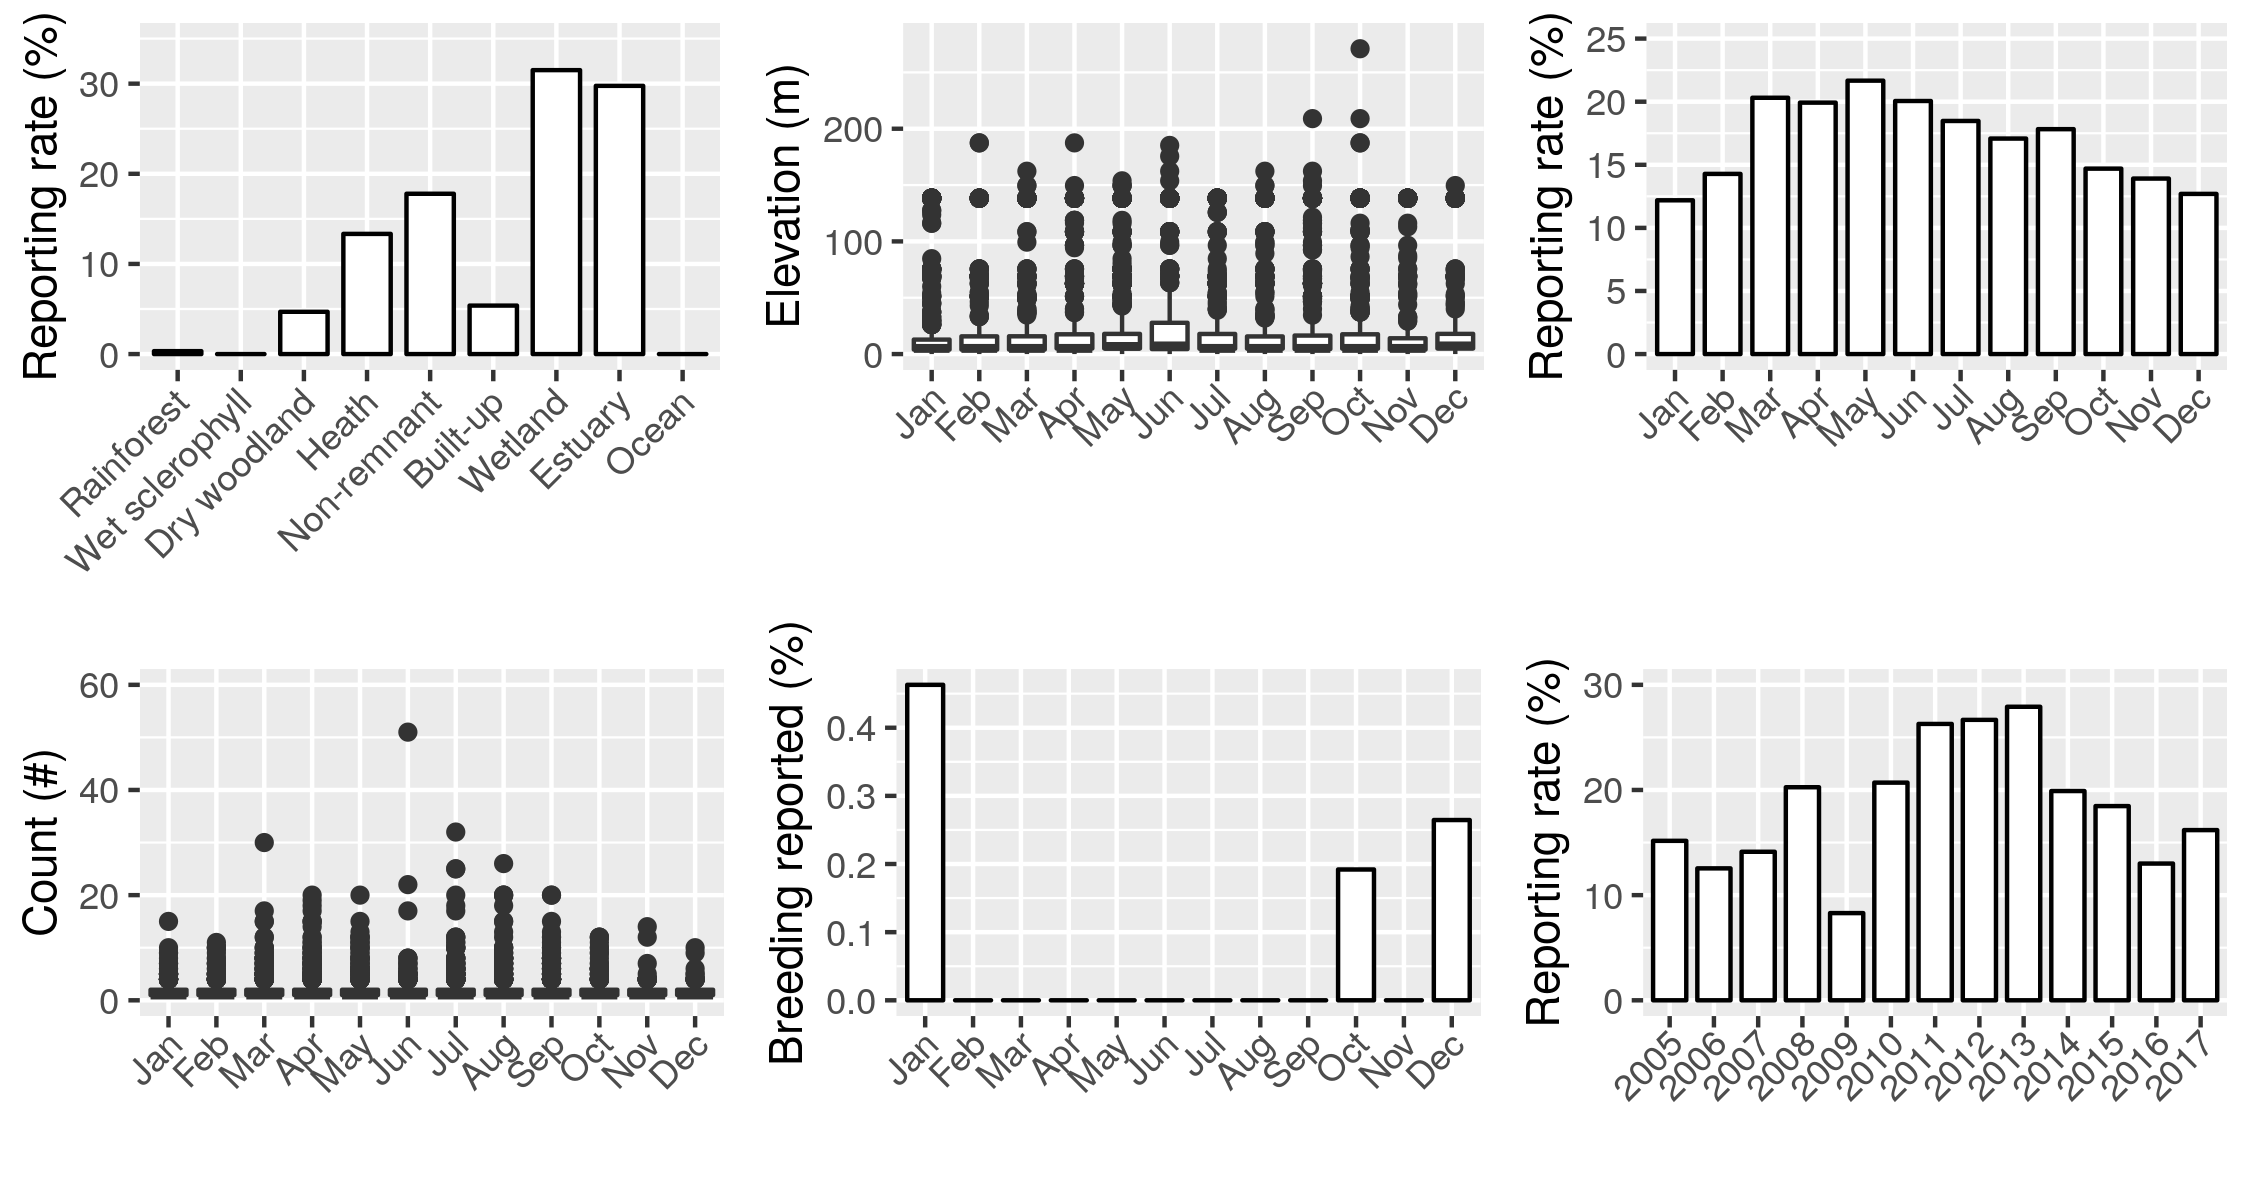 Reporting rate (%)
30
20
10
0
Rainforest
Wet sclerophyll
Dry woodland
Heath
Non-remnant
Built-up
Wetland
Estuary
Ocean
Elevation (m)
200
100
0
Jan
Feb
Mar
Apr
May
Jun
Jul
Aug
Sep
Oct
Nov
Dec
Reporting rate (%)
25
20
15
10
5
0
Jan
Feb
Mar
Apr
May
Jun
Jul
Aug
Sep
Oct
Nov
Dec
Count (#)
60
40
20
0
Jan
Feb
Mar
Apr
May
Jun
Jul
Aug
Sep
Oct
Nov
Dec
Breeding reported (%)
0.4
0.3
0.2
0.1
0.0
Jan
Feb
Mar
Apr
May
Jun
Jul
Aug
Sep
Oct
Nov
Dec
Reporting rate (%)
30
20
10
0
2005
2006
2007
2008
2009
2010
2011
2012
2013
2014
2015
2016
2017